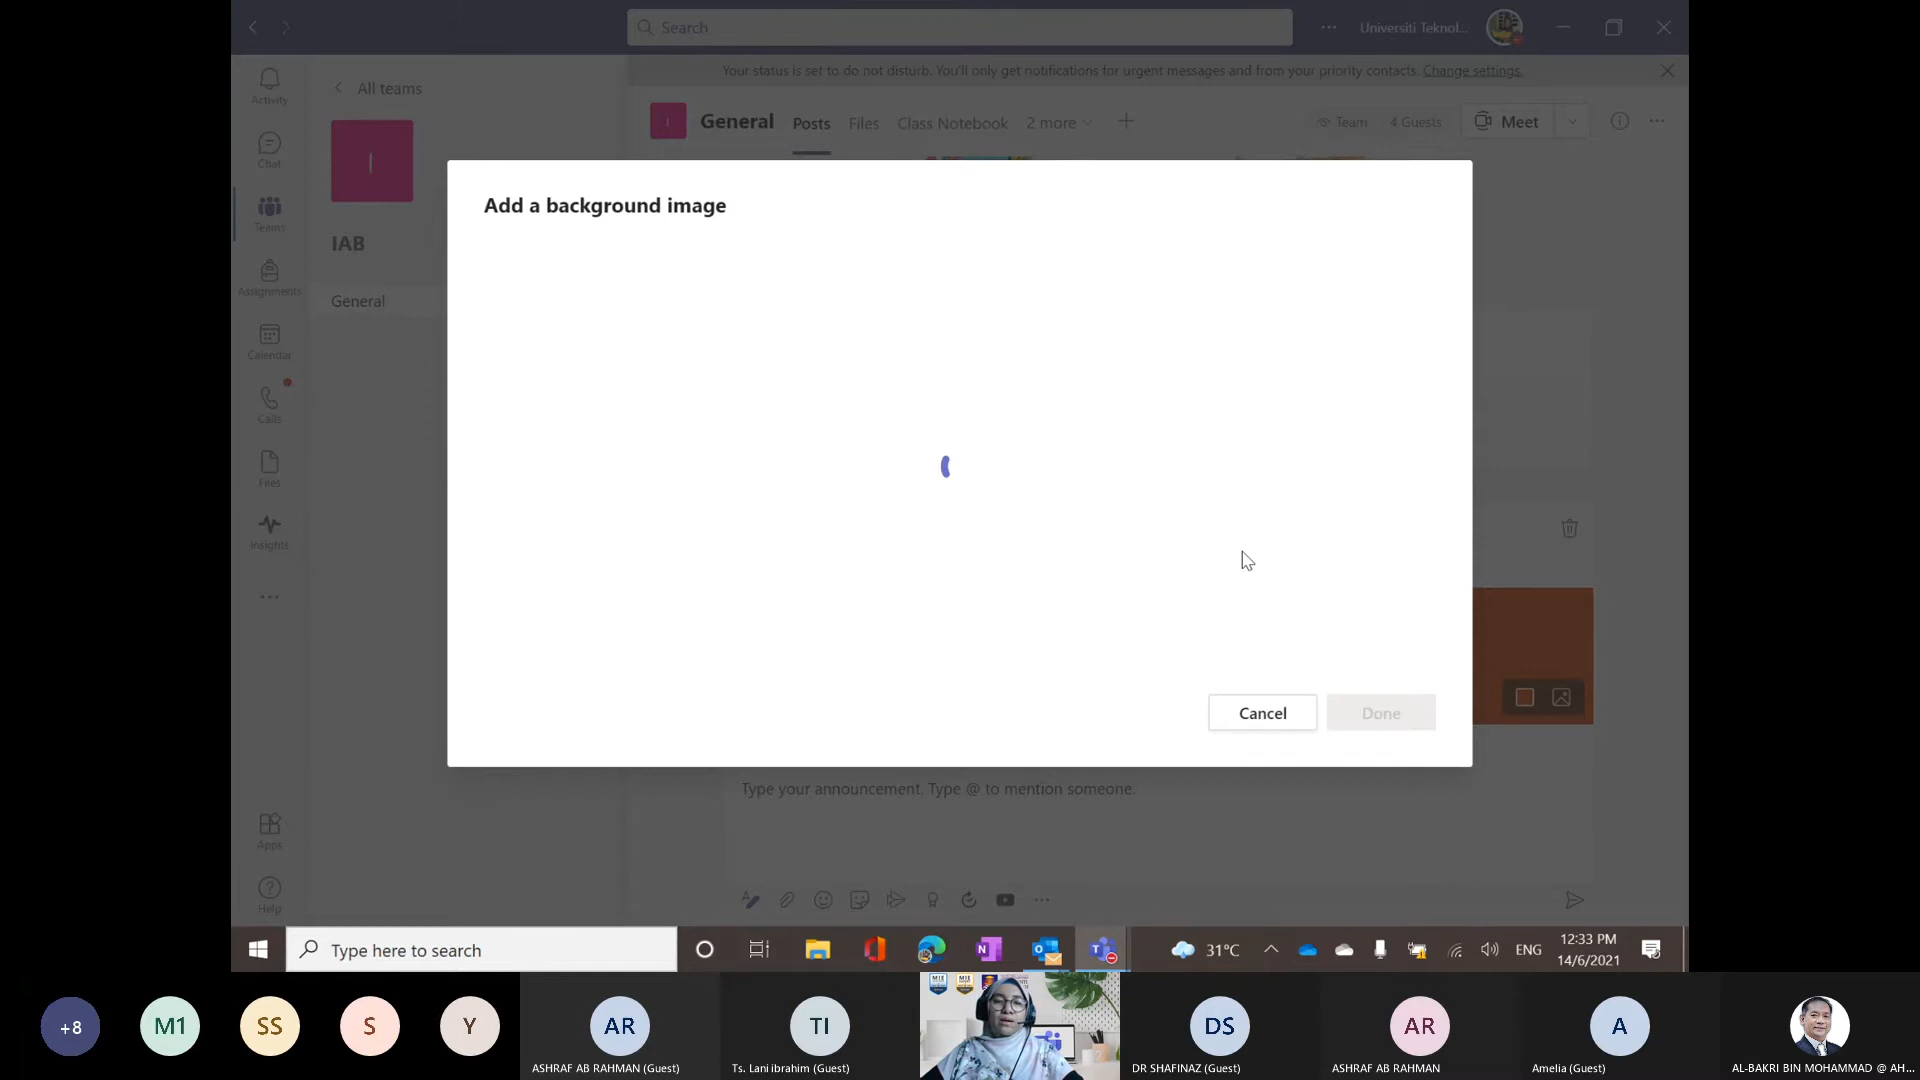 Search
Universiti Teknol...
Your status is set to do not disturb. You'll only get notifications for urgent messages and from your priority contacts. Change settings.
Activity
Chat
Teams
Assignments
Calendar
Calls
Files
Insights
Apps
Help
All teams
I
IAB
General
I
General
Posts
Files
Class Notebook
2 more
Team
4 Guests
Meet
Add a background image
Cancel
Done
Type your announcement. Type @ to mention someone.
Type here to search
31°C
ENG
12:33 PM
14/6/2021
+8
M1
SS
S
Y
AR
ASHRAF AB RAHMAN (Guest)
TI
Ts. Lani ibrahim (Guest)
MIE
MIE
DS
DR SHAFINAZ (Guest)
AR
ASHRAF AB RAHMAN
A
Amelia (Guest)
AL-BAKRI BIN MOHAMMAD @ AH...